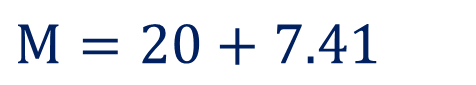 M = 20 + 7.41